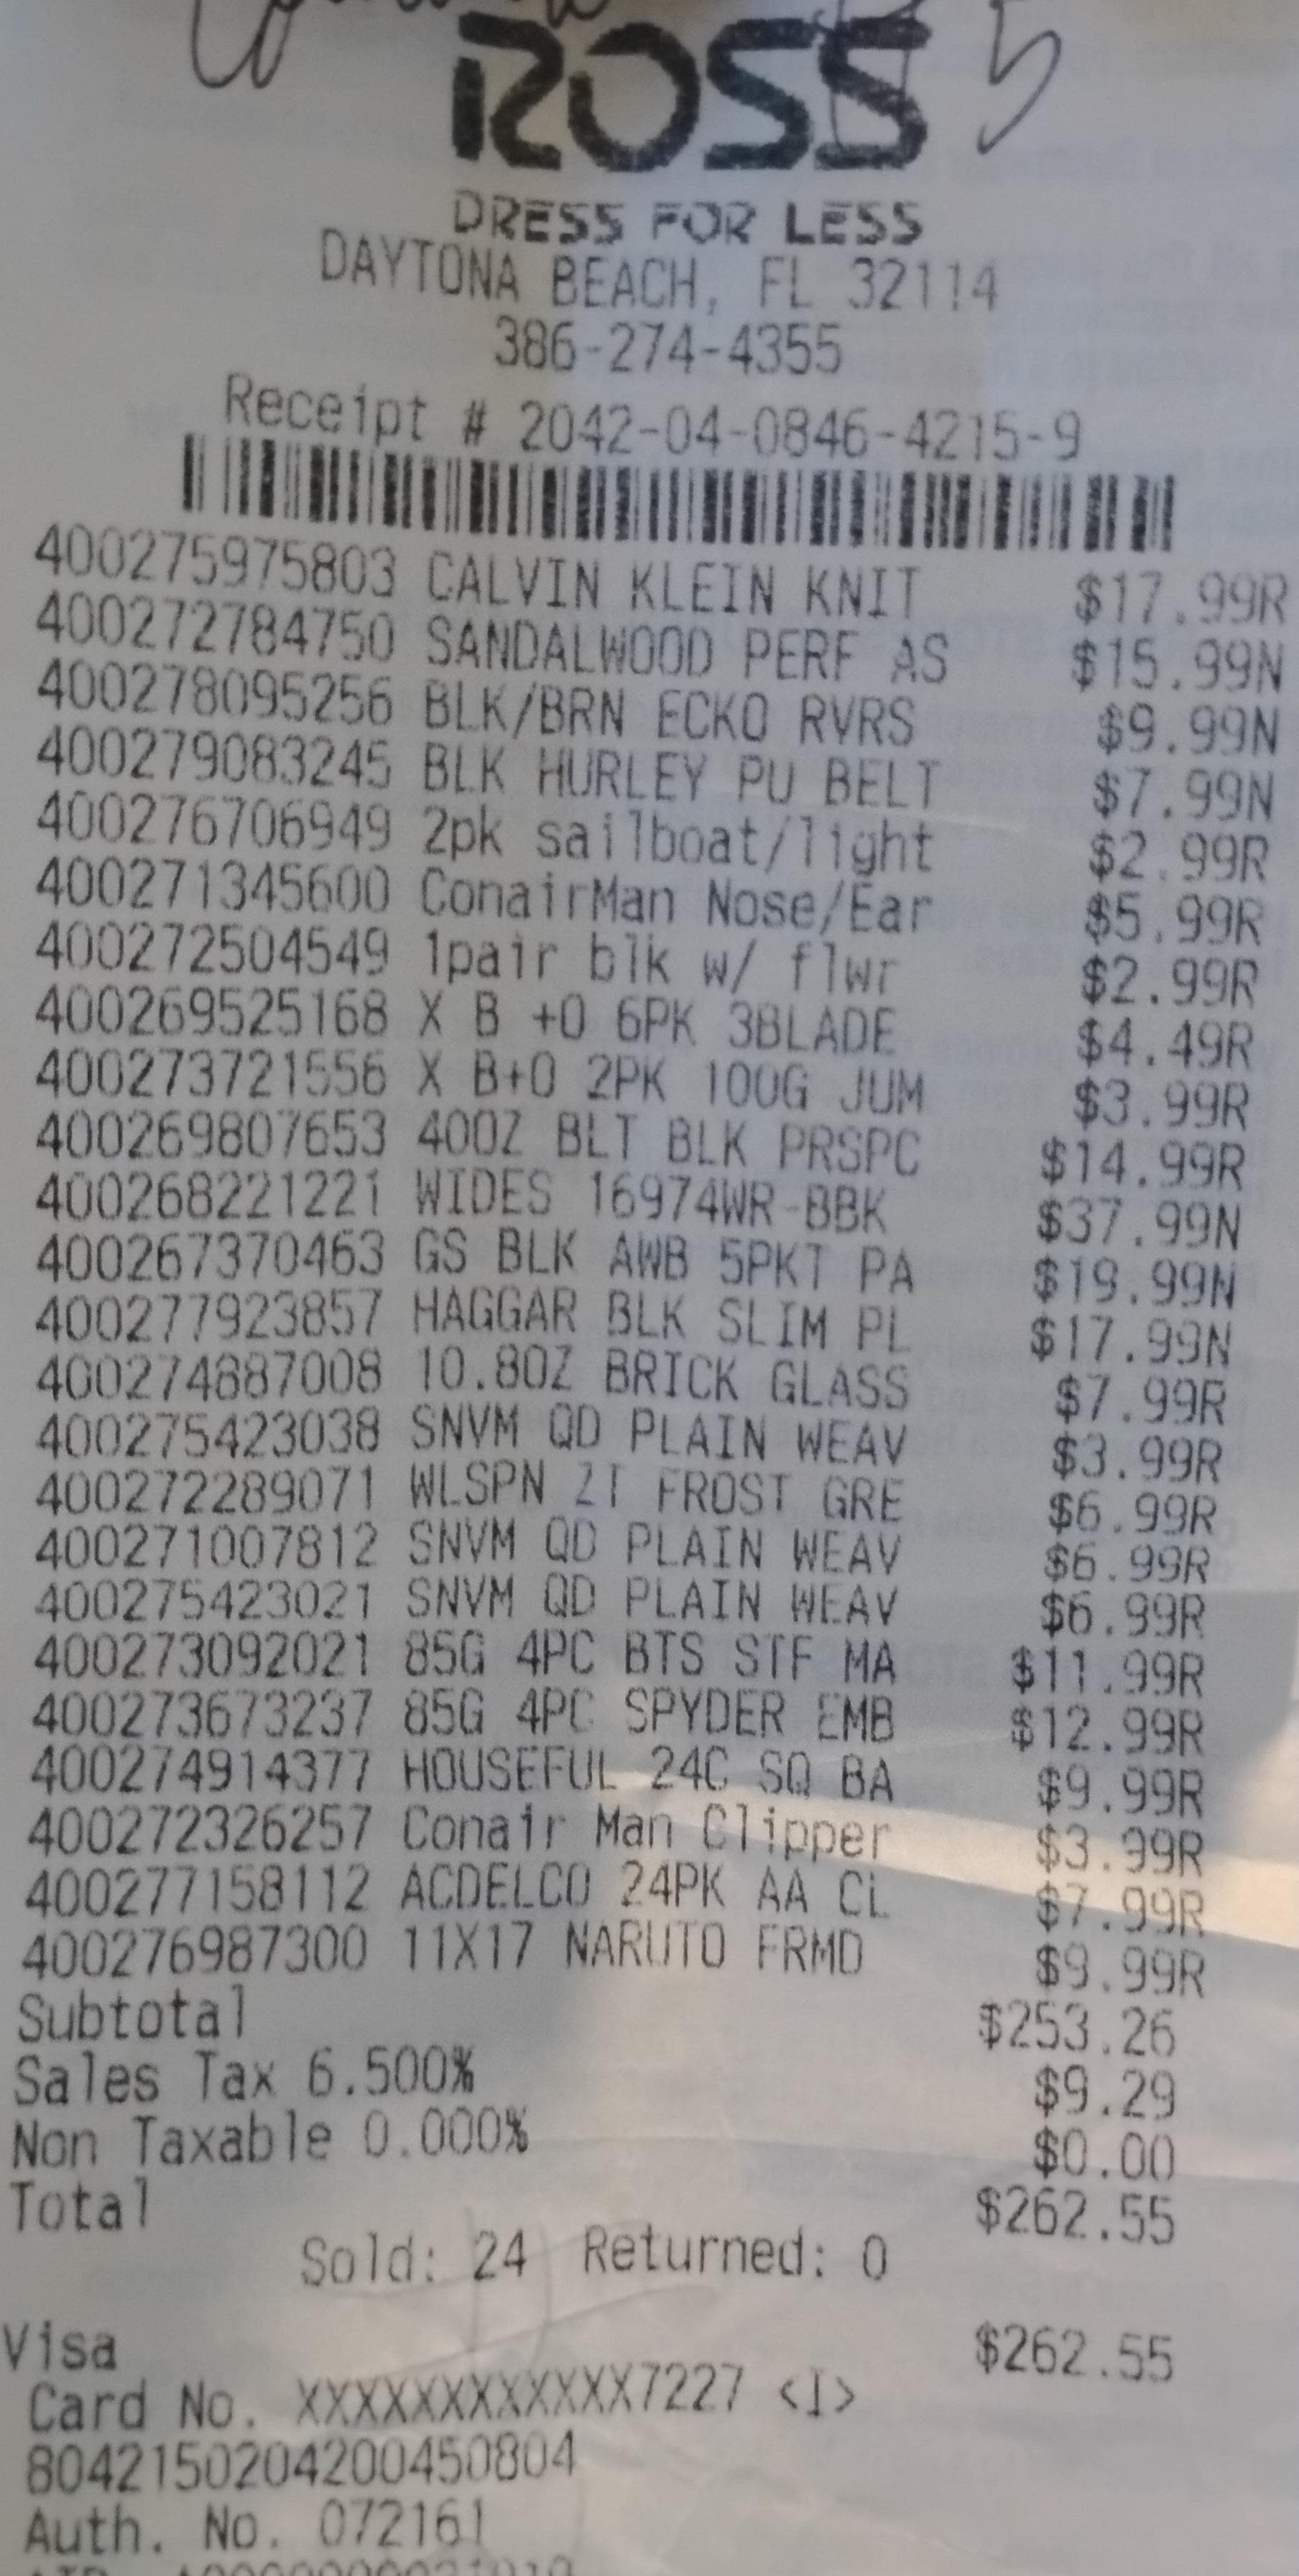 5
ROSS
DRESS FOR LESS
DAYTONA BEACH, FL 32114
386-274-4355
Receipt # 2042-04-0846-4215-9
400275975803 CALVIN KLEIN KNIT $17.99R
400272784750 SANDALWOOD PERF AS $15.99N
400278095256 BLK/BRN ECKO RVRS $9.99N
400279083245 BLK HURLEY PU BELT $7.99N
400276706949 2pk sailboat/light $2.99R
400271345600 ConairMan Nose/Ear $5.99R
400272504549 1pair blk w/ flwr $2.99R
400269525168 X B +O 6PK 3BLADE $4.49R
400273721556 X B+O 2PK 100G JUM $3.99R
400269807653 40OZ BLT BLK PRSPC $14.99R
400268221221 WIDES 16974WR-BBK $37.99N
400267370463 GS BLK AWB 5PKT PA $19.99N
400277923857 HAGGAR BLK SLIM PL $17.99N
400274887008 10.8OZ BRICK GLASS $7.99R
400275423038 SNVM QD PLAIN WEAV $3.99R
400272289071 WLSPN ZT FROST GRE $6.99R
400271007812 SNVM QD PLAIN WEAV $6.99R
400275423021 SNVM QD PLAIN WEAV $6.99R
400273092021 85G 4PC BTS STF MA $11.99R
400273673237 85G 4PC SPYDER EMB $12.99R
400274914377 HOUSEFUL 24C SQ BA $9.99R
400272326257 Conair Man Clipper $3.99R
400277158112 ACDELCO 24PK AA CL $7.99R
400276987300 11X17 NARUTO FRMD $9.99R
Subtotal $253.26
Sales Tax 6.500% $9.29
Non Taxable 0.000% $0.00
Total $262.55
Sold: 24 Returned: 0
Visa $262.55
Card No. XXXXXXXXXXXX7227 <I>
80421502042004508​04
Auth. No. 072161